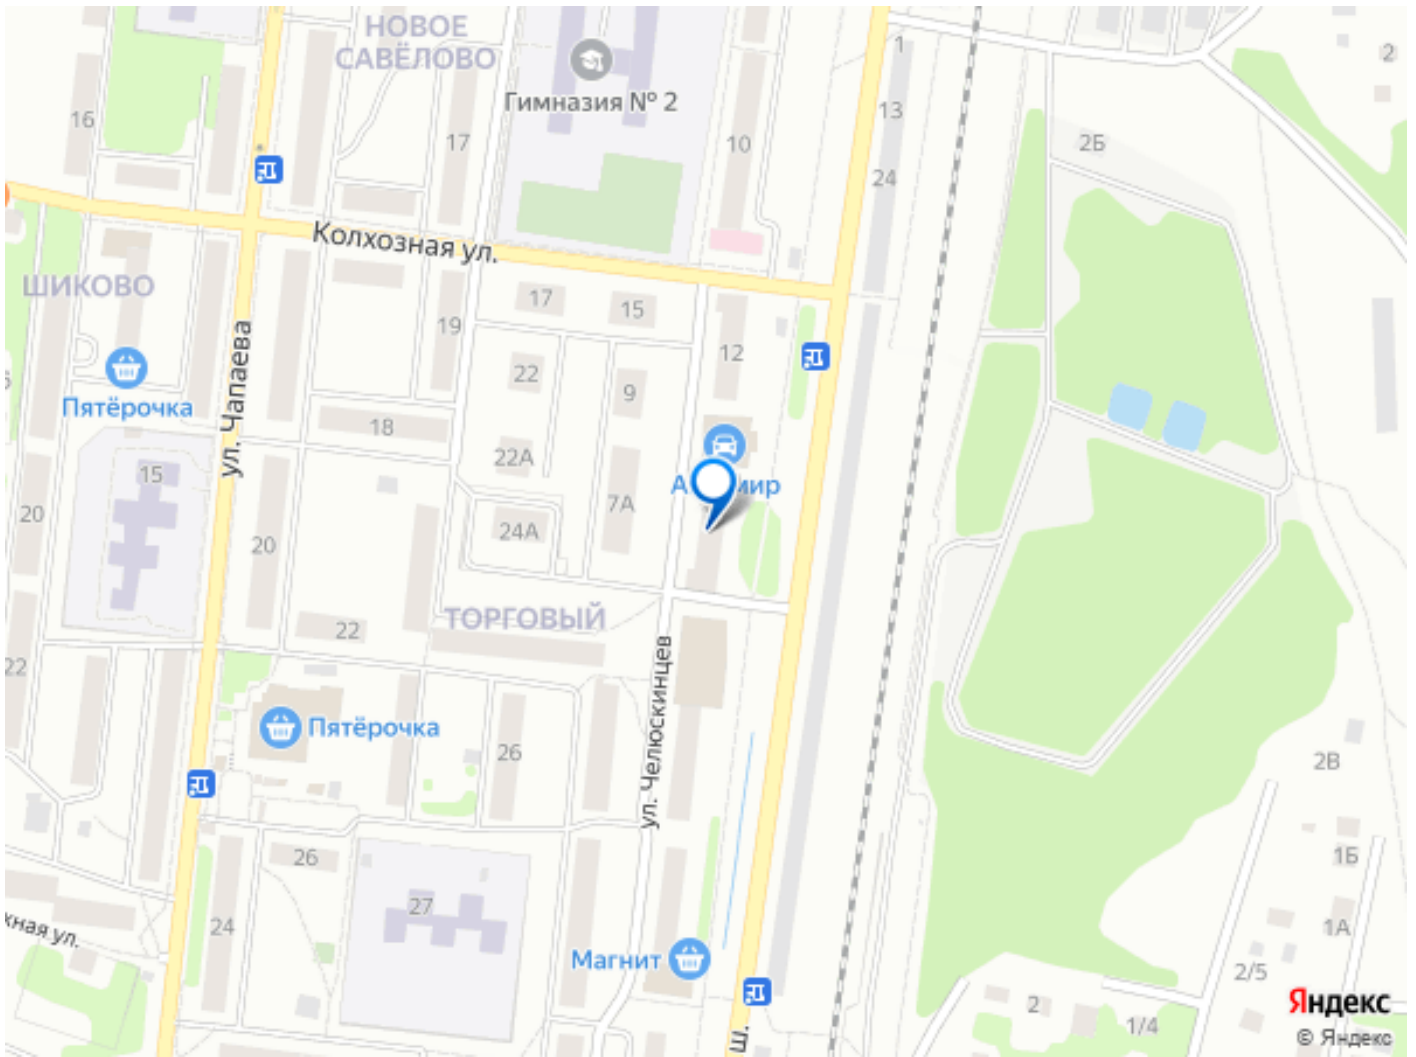 НОВОЕ
САВЁЛОВО
1
2
Гимназия № 2
13
16
17
10
2Б
24
Колхозная ул.
ШИКОВО
17
15
19
12
ул. Чапаева
22
9
Пятёрочка
18
22А
15
7А
20
24А
20
ТОРГОВЫЙ
22
22
ул. Челюскинцев
Пятёрочка
26
2В
26
1Б
27
24
1А
Магнит
2/5
2
1/4
ш.
Яндекс
© Яндекс